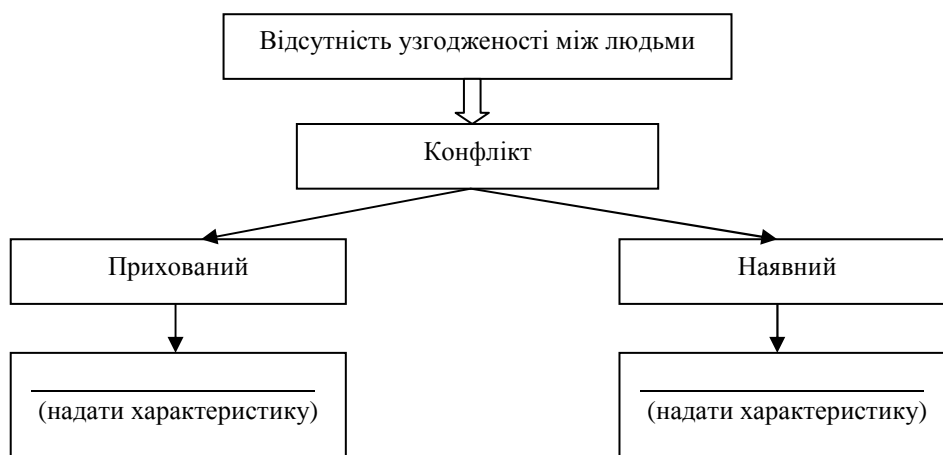 Відсутність узгодженості між людьми
Конфлікт
Прихований
Наявний
(надати характеристику)
(надати характеристику)